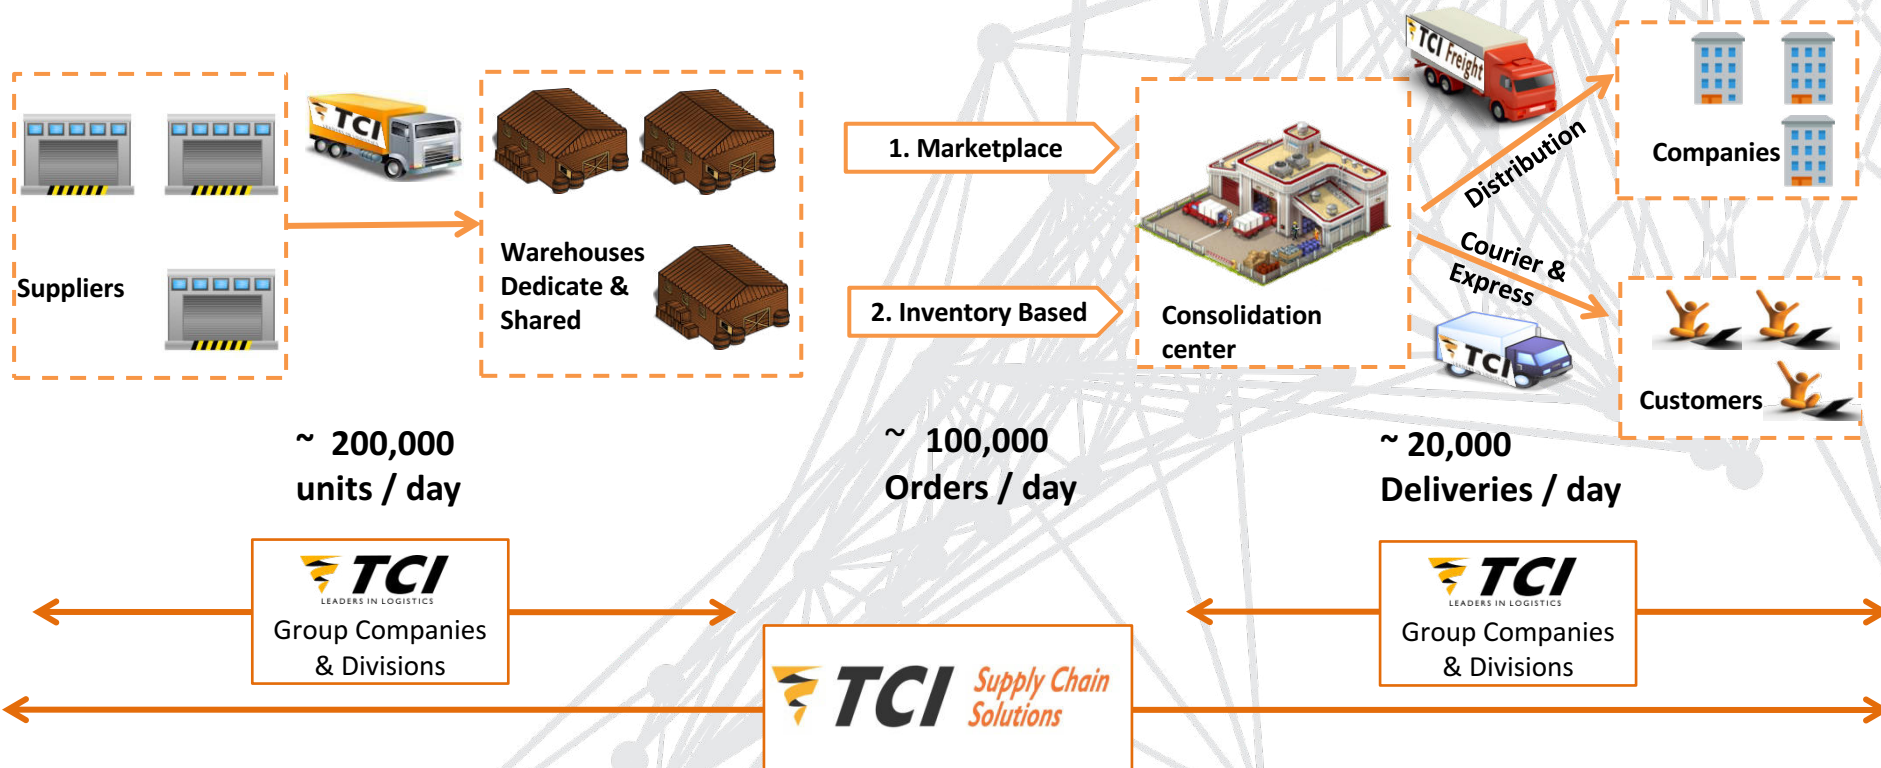 TCI
Suppliers
Warehouses
Dedicate &
Shared
1. Marketplace
2. Inventory Based
Consolidation
center
TCI Freight
Distribution
Courier &
Express
TCI
Companies
Customers
~ 200,000
units / day
~ 100,000
Orders / day
~ 20,000
Deliveries / day
TCI
LEADERS IN LOGISTICS
Group Companies
& Divisions
TCI
LEADERS IN LOGISTICS
Group Companies
& Divisions
TCI Supply Chain
Solutions